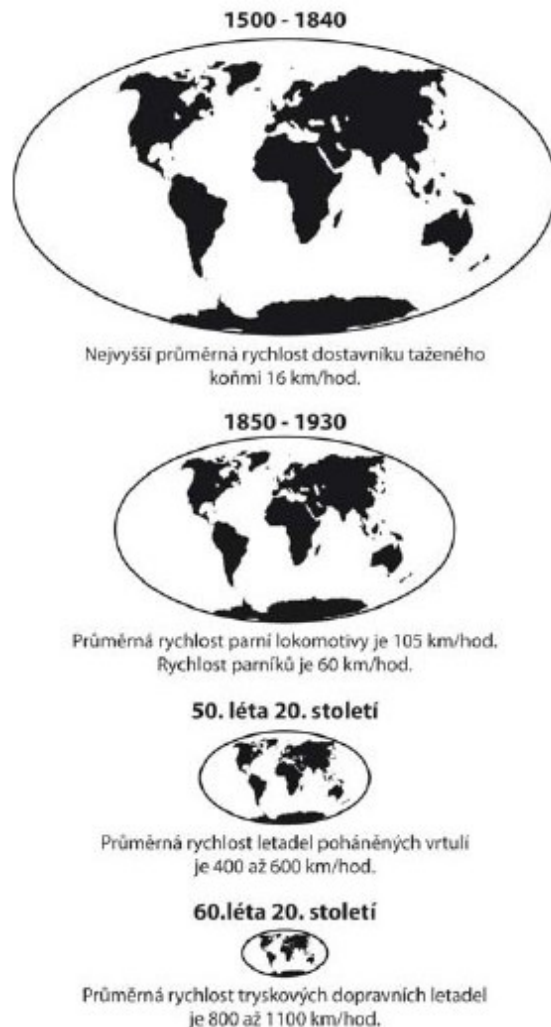 1500 - 1840
Nejvyšší průměrná rychlost dostavníku taženého
koňmi 16 km/hod.
1850 - 1930
Průměrná rychlost parní lokomotivy je 105 km/hod.
Rychlost parníků je 60 km/hod.
50. léta 20. století
Průměrná rychlost letadel poháněných vrtulí
je 400 až 600 km/hod.
60.léta 20. století
Průměrná rychlost tryskových dopravních letadel
je 800 až 1100 km/hod.